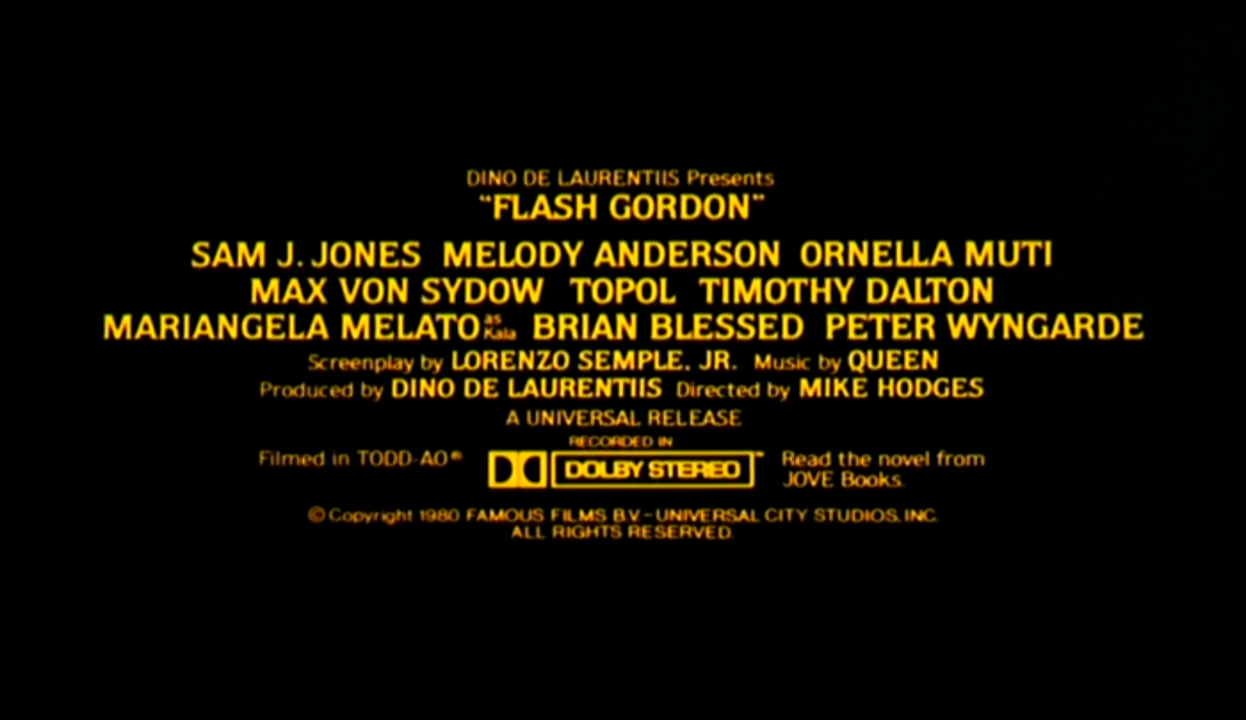 DINO DE LAURENTIIS Presents
"FLASH GORDON"
SAM J. JONES MELODY ANDERSON ORNELLA MUTI
MAX VON SYDOW TOPOL TIMOTHY DALTON
MARIANGELA MELATO as Kala BRIAN BLESSED PETER WYNGARDE
Screenplay by LORENZO SEMPLE, JR. Music by QUEEN
Produced by DINO DE LAURENTIIS Directed by MIKE HODGES
A UNIVERSAL RELEASE
RECORDED IN
Filmed in TODD-AO® DOLBY STEREO™ Read the novel from
JOVE Books.
© Copyright 1980 FAMOUS FILMS B.V. – UNIVERSAL CITY STUDIOS, INC.
ALL RIGHTS RESERVED.